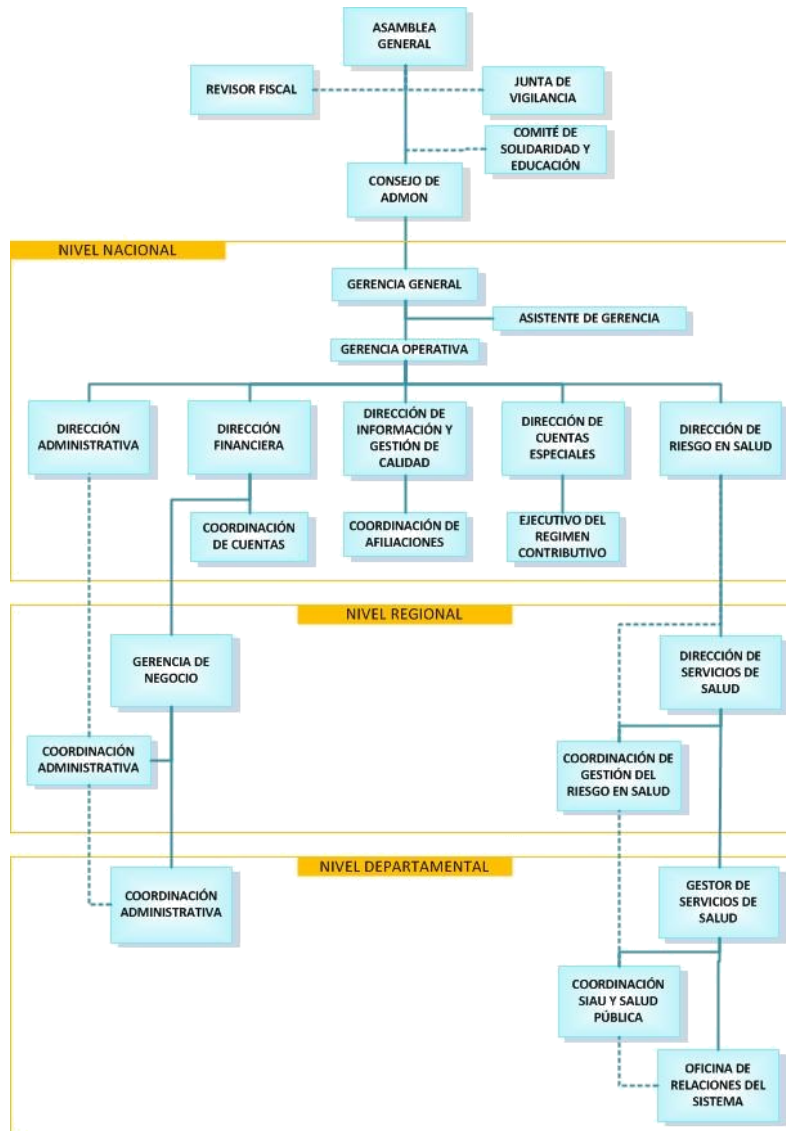 ASAMBLEA
GENERAL
REVISOR FISCAL
JUNTA DE
VIGILANCIA
COMITÉ DE
SOLIDARIDAD Y
EDUCACIÓN
CONSEJO DE
ADMON
NIVEL NACIONAL
GERENCIA GENERAL
ASISTENTE DE GERENCIA
GERENCIA OPERATIVA
DIRECCIÓN
ADMINISTRATIVA
DIRECCIÓN
FINANCIERA
DIRECCIÓN DE
INFORMACIÓN Y
GESTIÓN DE
CALIDAD
DIRECCIÓN DE
CUENTAS
ESPECIALES
DIRECCIÓN DE
RIESGO EN SALUD
COORDINACIÓN
DE CUENTAS
COORDINACIÓN DE
AFILIACIONES
EJECUTIVO DEL
REGIMEN
CONTRIBUTIVO
NIVEL REGIONAL
GERENCIA DE
NEGOCIO
DIRECCIÓN DE
SERVICIOS DE
SALUD
COORDINACIÓN
ADMINISTRATIVA
COORDINACIÓN DE
GESTIÓN DEL
RIESGO EN SALUD
NIVEL DEPARTAMENTAL
COORDINACIÓN
ADMINISTRATIVA
GESTOR DE
SERVICIOS DE
SALUD
COORDINACIÓN
SIAU Y SALUD
PÚBLICA
OFICINA DE
RELACIONES DEL
SISTEMA